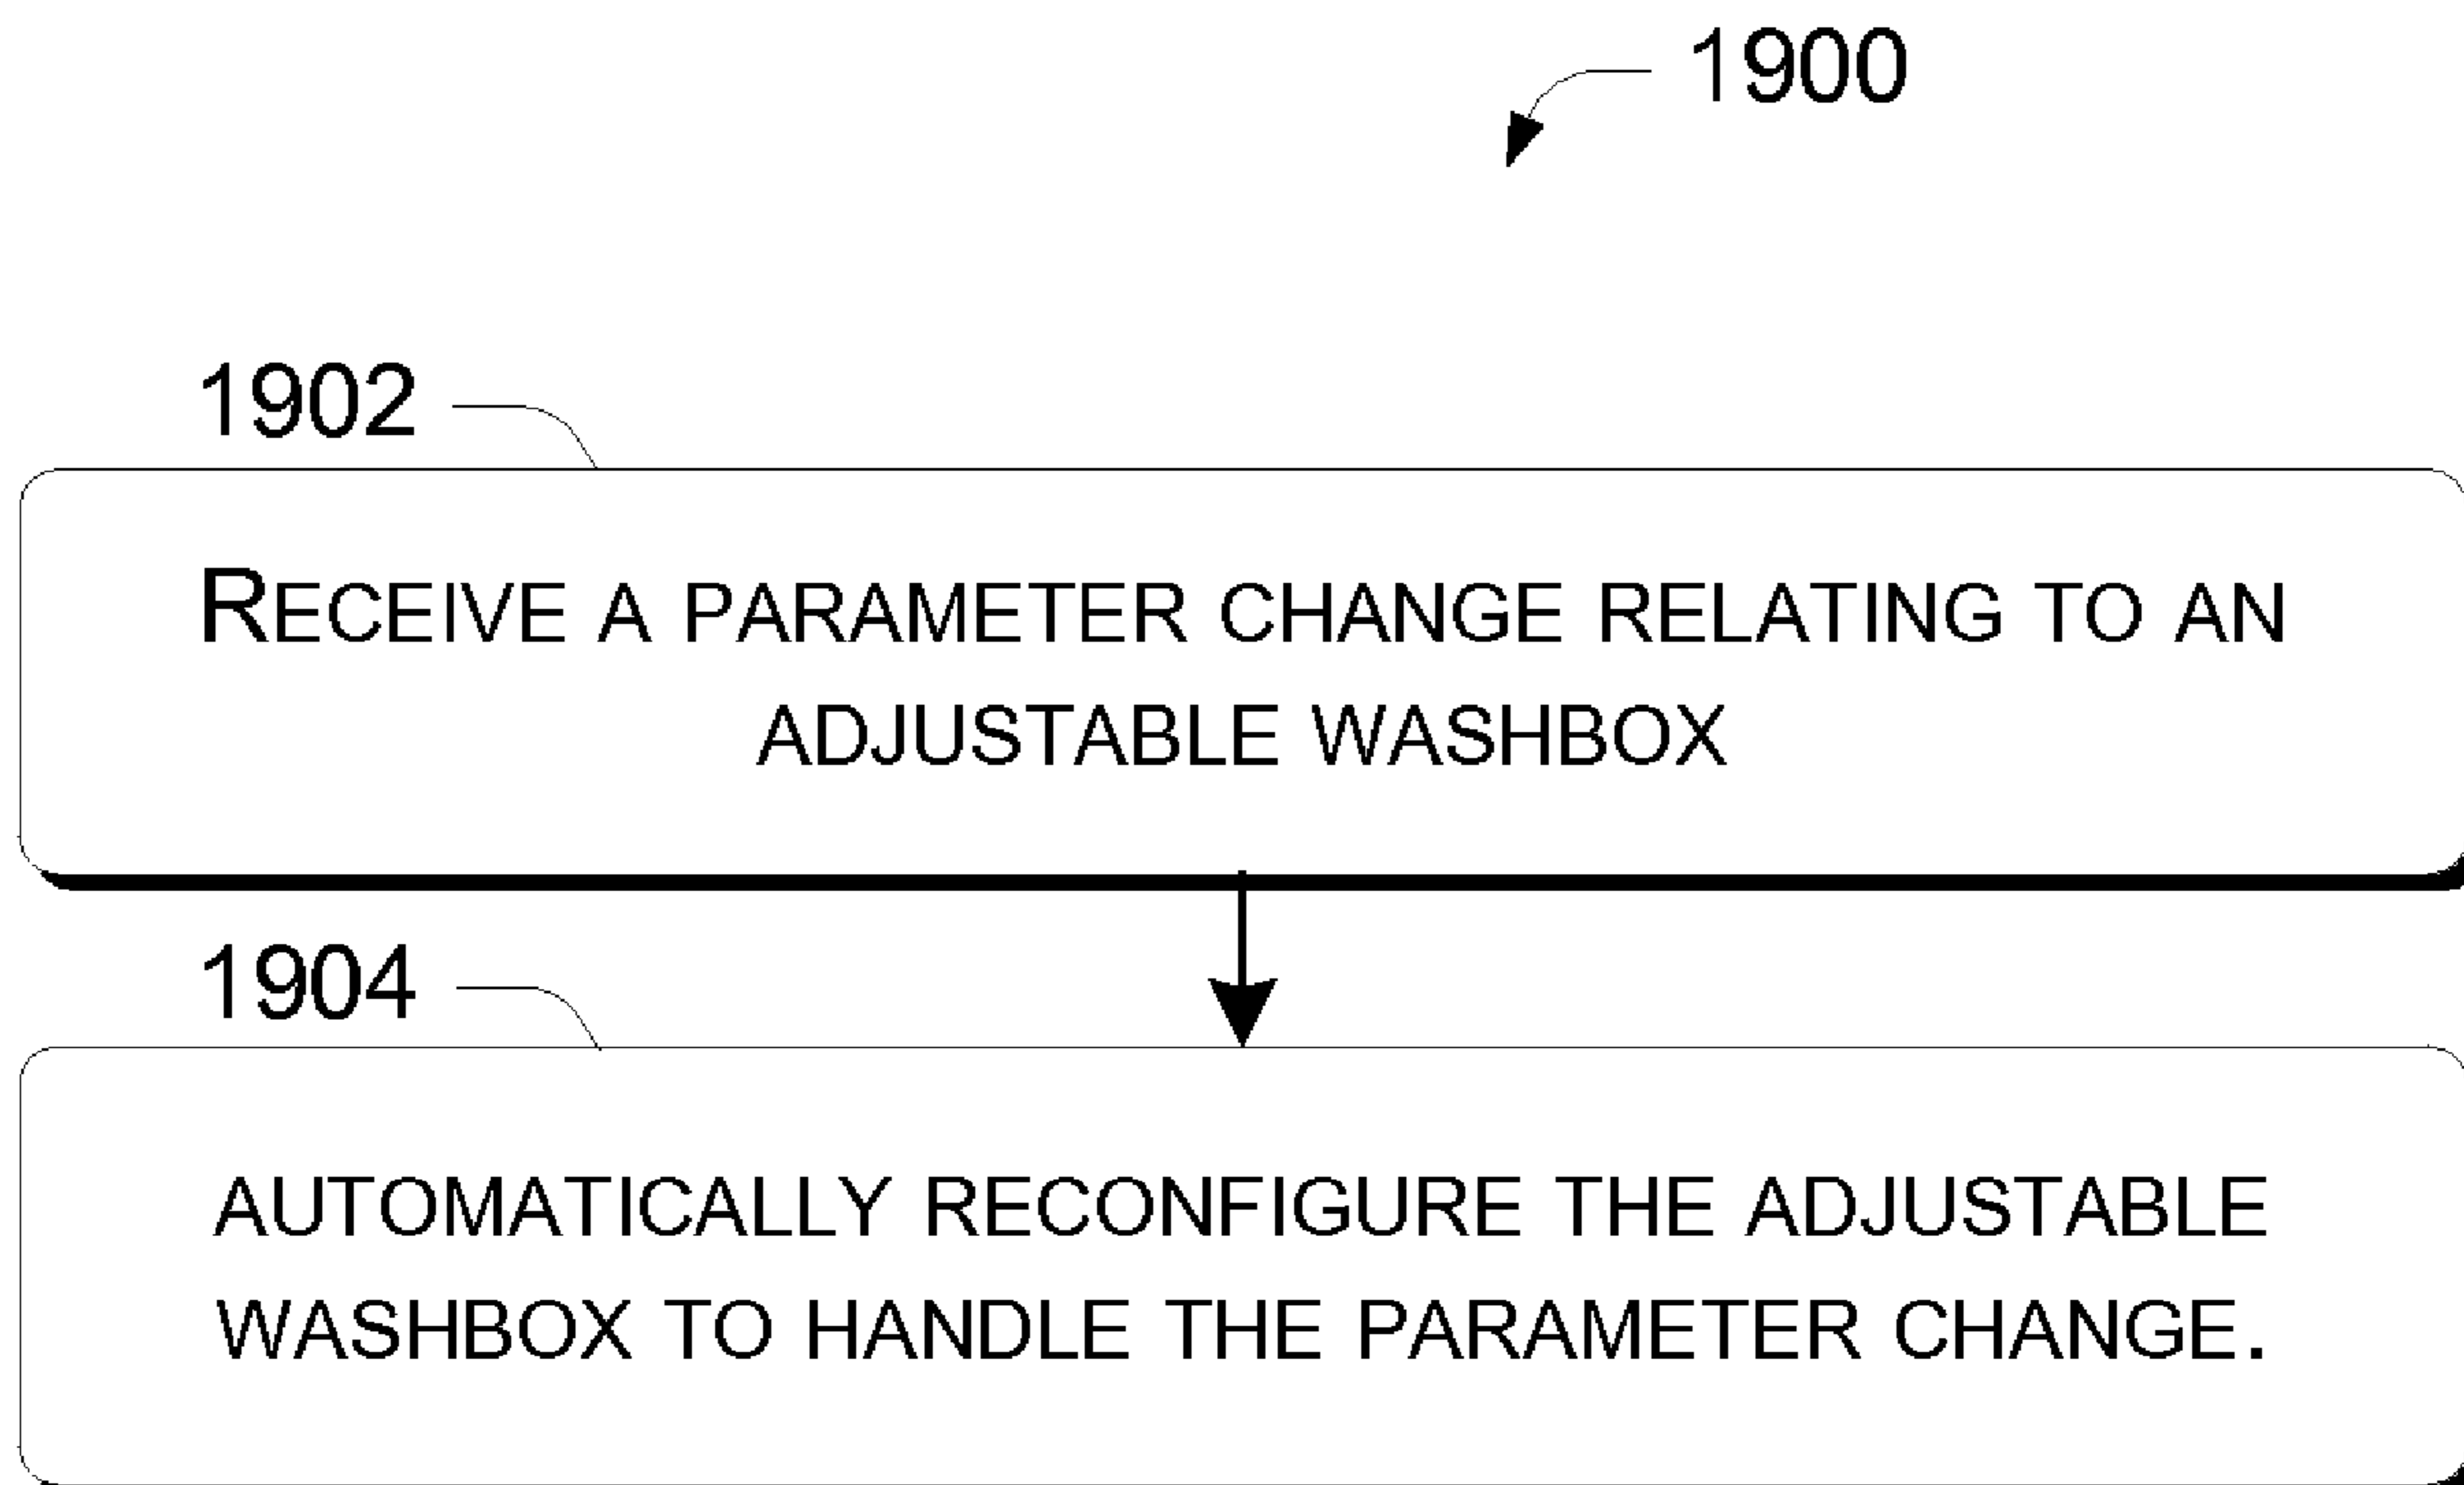 1900
1902
RECEIVE A PARAMETER CHANGE RELATING TO AN
ADJUSTABLE WASHBOX
1904
AUTOMATICALLY RECONFIGURE THE ADJUSTABLE
WASHBOX TO HANDLE THE PARAMETER CHANGE.